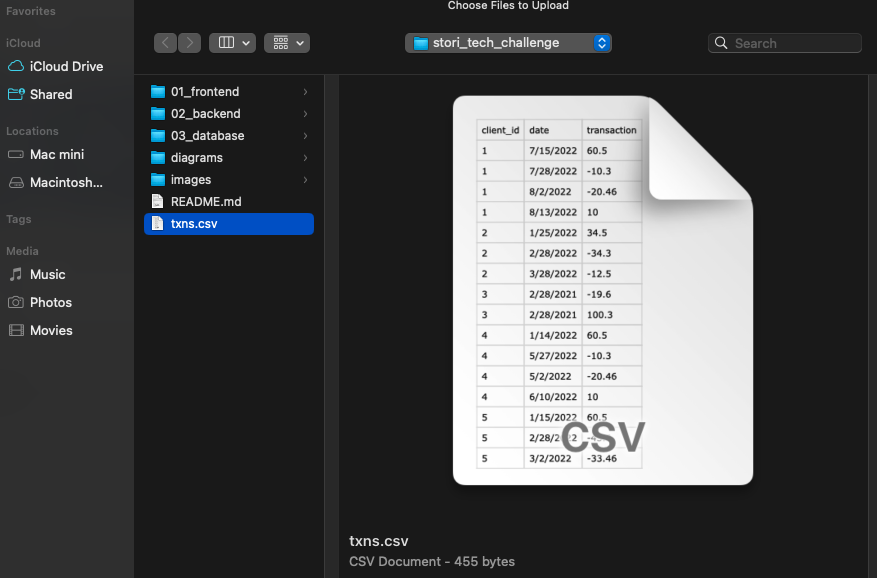 Choose Files to Upload
Favorites
iCloud
iCloud Drive
Shared
Locations
Mac mini
Macintosh...
Tags
Media
Music
Photos
Movies
stori_tech_challenge
Search
01_frontend
02_backend
03_database
diagrams
images
README.md
txns.csv
client_id date transaction
1 7/15/2022 60.5
1 7/28/2022 -10.3
1 8/2/2022 -20.46
1 8/13/2022 10
2 1/25/2022 34.5
2 2/28/2022 -34.3
2 3/28/2022 -12.5
3 2/28/2021 -19.6
3 2/28/2021 100.3
4 1/14/2022 60.5
4 5/27/2022 -10.3
4 5/2/2022 -20.46
4 6/10/2022 10
5 1/15/2022 60.5
5
5 3/2/2022 -33.46
CSV
txns.csv
CSV Document - 455 bytes